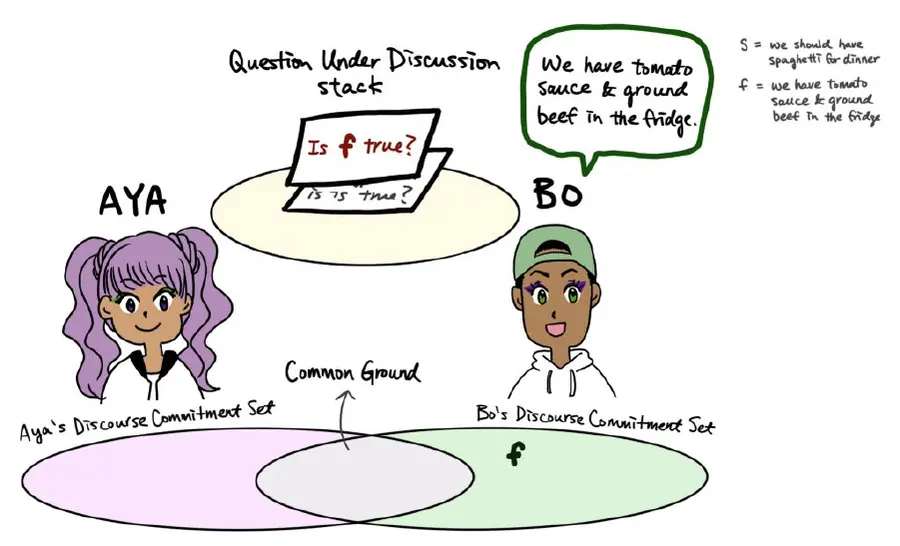 Question Under Discussion
stack
Is f true?
is "s" true?
We have tomato
sauce & ground
beef in the fridge.
S = we should have
spaghetti for dinner
f = we have tomato
sauce & ground
beef in the fridge
AYA
BO
Common Ground
Aya's Discourse Commitment Set
Bo's Discourse Commitment Set
f